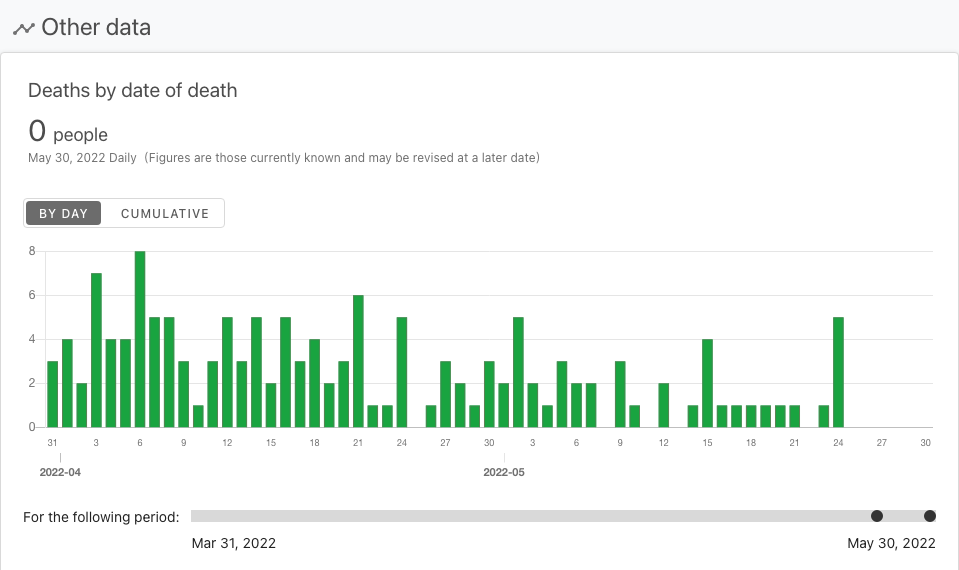 Other data
Deaths by date of death
0 people
May 30, 2022 Daily (Figures are those currently known and may be revised at a later date)
BY DAY CUMULATIVE
8
6
4
2
0
31 3 6 9 12 15 18 21 24 27 30 3 6 9 12 15 18 21 24 27 30
2022-04 2022-05
For the following period:
Mar 31, 2022 May 30, 2022